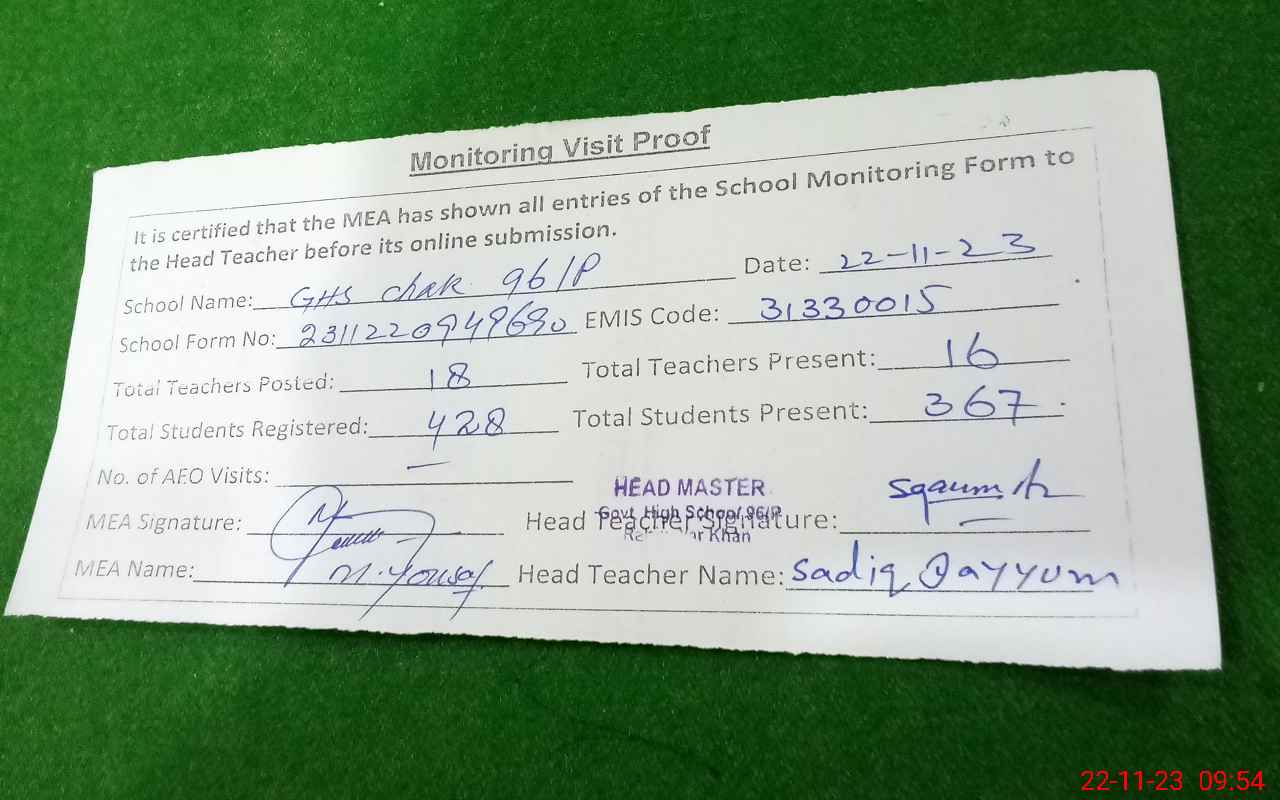 Monitoring Visit Proof
It is certified that the MEA has shown all entries of the School Monitoring Form to
the Head Teacher before its online submission.
School Name: GHS chak 96/P Date: 22-11-23
School Form No: 2311220949690 EMIS Code: 31330015
Total Teachers Posted: 18 Total Teachers Present: 16
Total Students Registered: 428 Total Students Present: 367
No. of AEO Visits: —
HEAD MASTER
Govt High School 96/P
Khan
MEA Signature: Head Teacher Signature:
MEA Name: M. Yousaf Head Teacher Name: Sadiq Qayyum
22-11-23 09:54